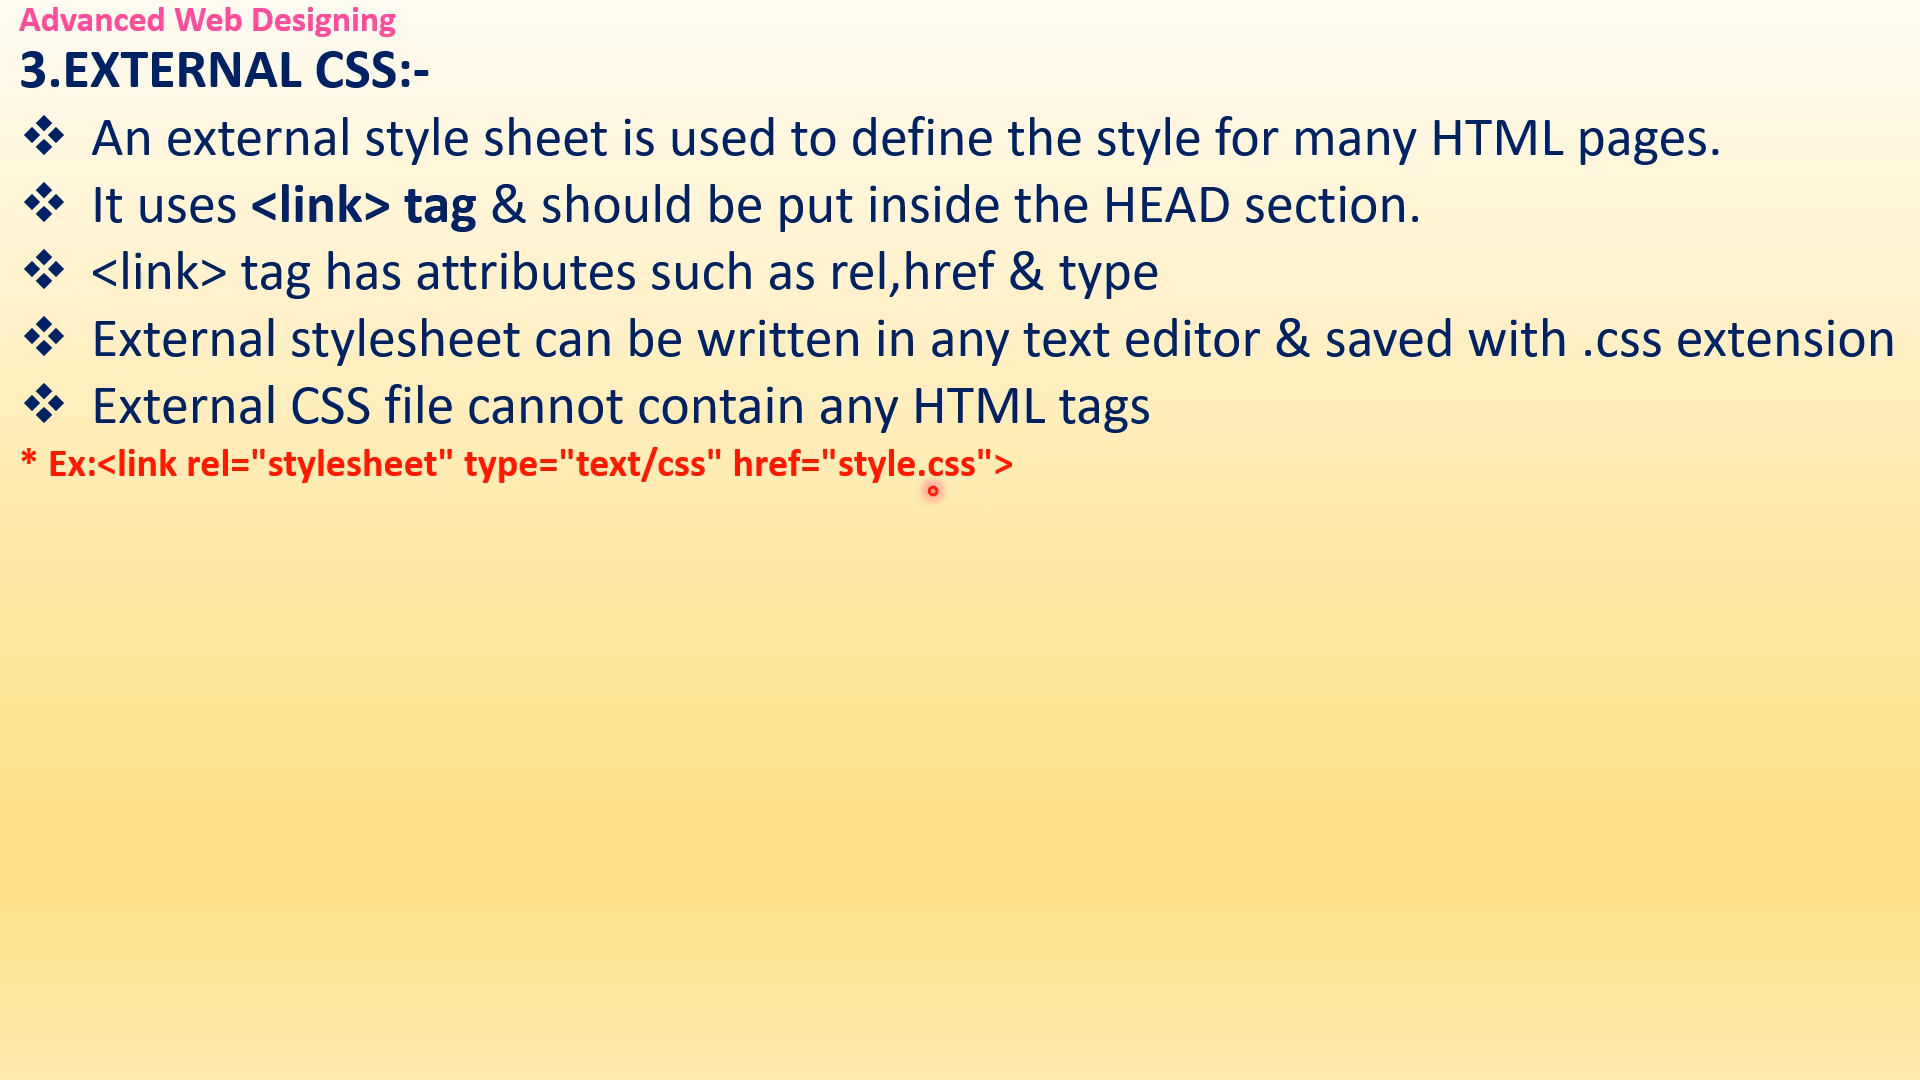 Advanced Web Designing
3.EXTERNAL CSS:-
❖ An external style sheet is used to define the style for many HTML pages.
❖ It uses <link> tag & should be put inside the HEAD section.
❖ <link> tag has attributes such as rel,href & type
❖ External stylesheet can be written in any text editor & saved with .css extension
❖ External CSS file cannot contain any HTML tags
* Ex:<link rel="stylesheet" type="text/css" href="style.css">